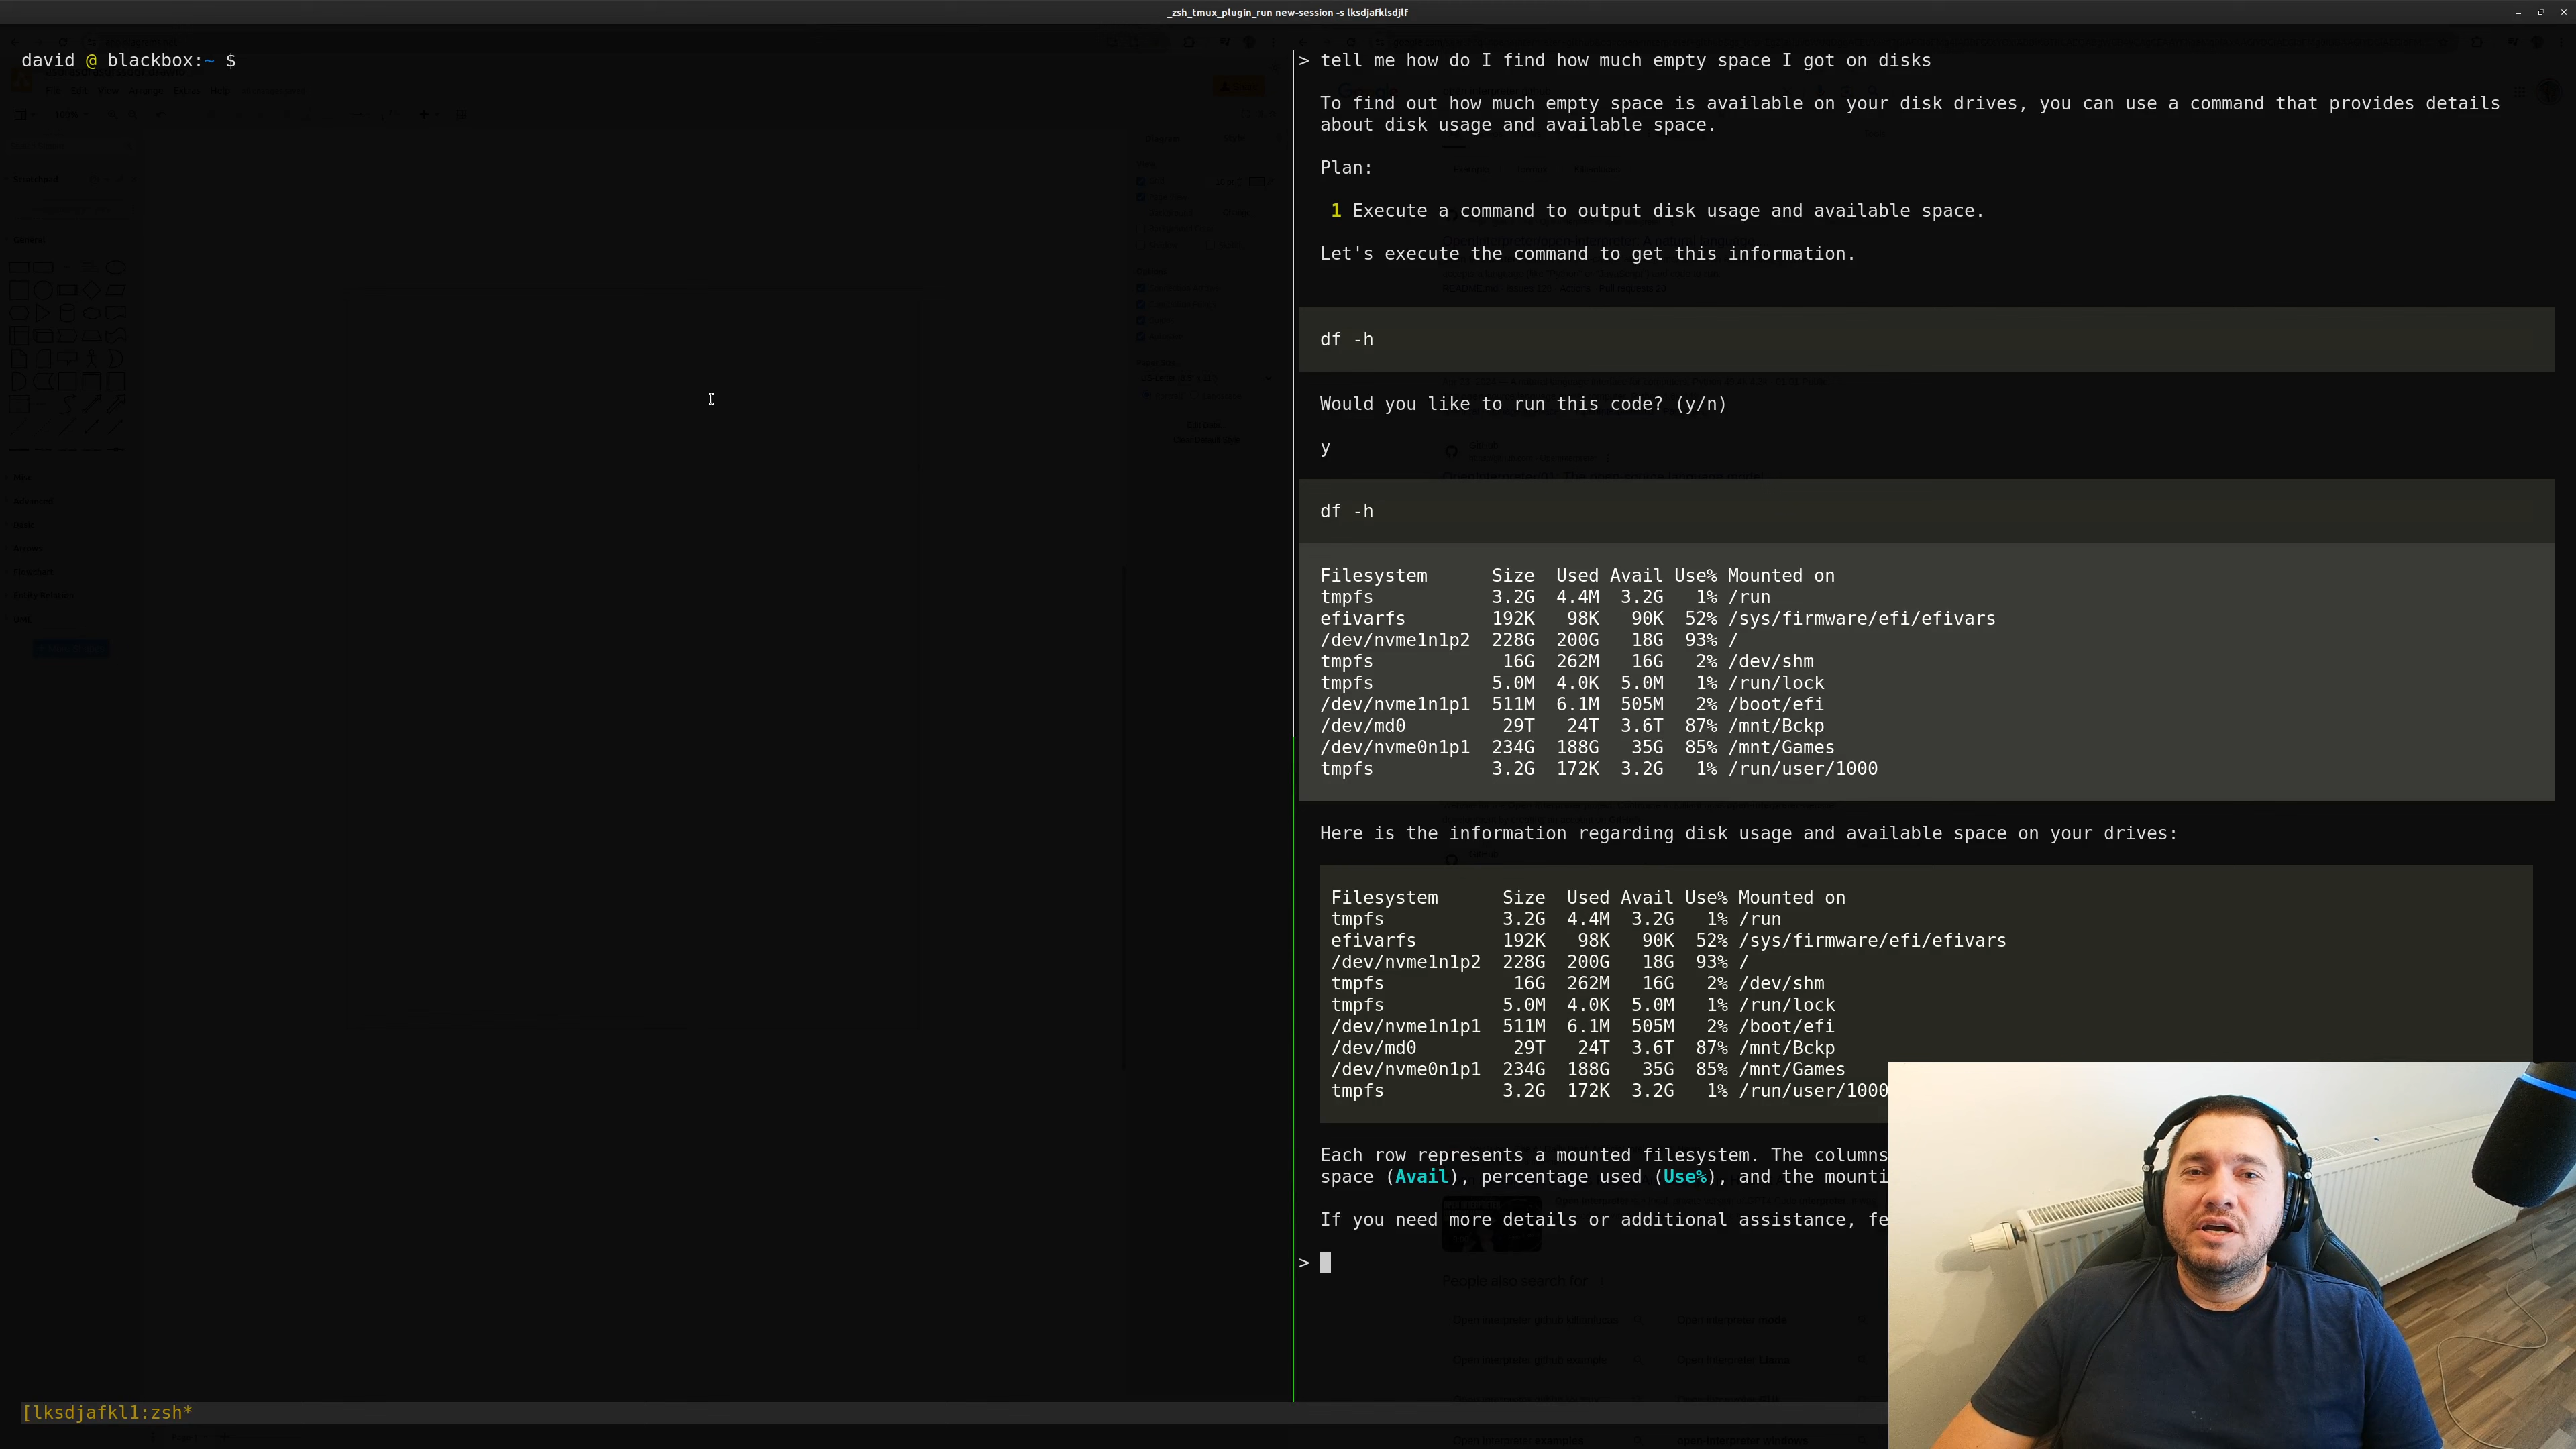 _zsh_tmux_plugin_run new-session -s lksdjafklsdjlf
david @ blackbox:~ $
> tell me how do I find how much empty space I got on disks
To find out how much empty space is available on your disk drives, you can use a command that provides details
about disk usage and available space.
Plan:
1 Execute a command to output disk usage and available space.
Let's execute the command to get this information.
df -h
Would you like to run this code? (y/n)
y
df -h
Filesystem      Size  Used Avail Use% Mounted on
tmpfs           3.2G  4.4M  3.2G   1% /run
efivarfs        192K   98K   90K  52% /sys/firmware/efi/efivars
/dev/nvme1n1p2  228G  200G   18G  93% /
tmpfs            16G  262M   16G   2% /dev/shm
tmpfs           5.0M  4.0K  5.0M   1% /run/lock
/dev/nvme1n1p1  511M  6.1M  505M   2% /boot/efi
/dev/md0         29T   24T  3.6T  87% /mnt/Bckp
/dev/nvme0n1p1  234G  188G   35G  85% /mnt/Games
tmpfs           3.2G  172K  3.2G   1% /run/user/1000
Here is the information regarding disk usage and available space on your drives:
Filesystem      Size  Used Avail Use% Mounted on
tmpfs           3.2G  4.4M  3.2G   1% /run
efivarfs        192K   98K   90K  52% /sys/firmware/efi/efivars
/dev/nvme1n1p2  228G  200G   18G  93% /
tmpfs            16G  262M   16G   2% /dev/shm
tmpfs           5.0M  4.0K  5.0M   1% /run/lock
/dev/nvme1n1p1  511M  6.1M  505M   2% /boot/efi
/dev/md0         29T   24T  3.6T  87% /mnt/Bckp
/dev/nvme0n1p1  234G  188G   35G  85% /mnt/Games
tmpfs           3.2G  172K  3.2G   1% /run/user/1000
Each row represents a mounted filesystem. The columns
space (Avail), percentage used (Use%), and the mounti
If you need more details or additional assistance, fe
>
People also search for
[lksdjafkl1:zsh*